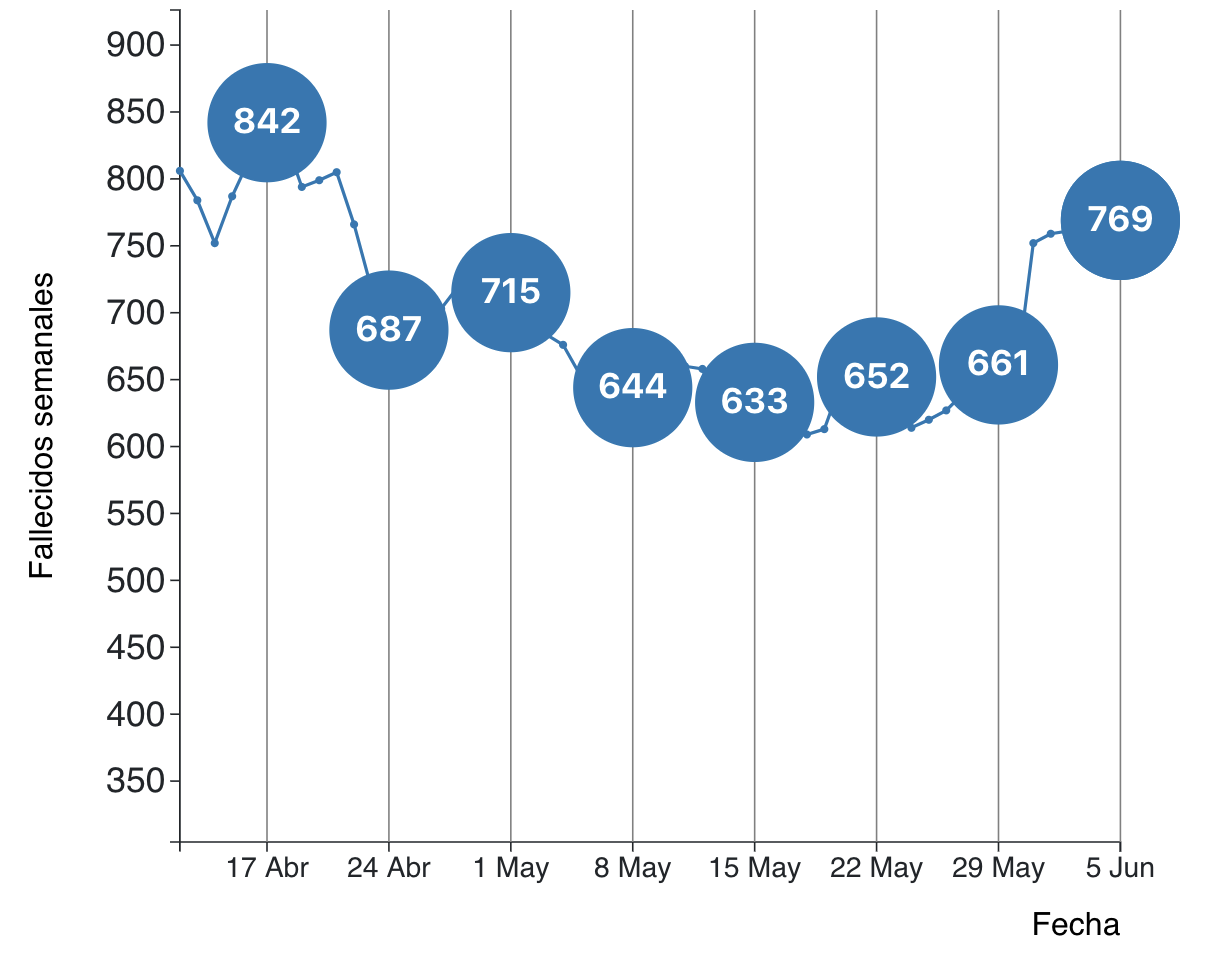 Fallecidos semanales
900
850
800
750
700
650
600
550
500
450
400
350
842
687
715
644
633
652
661
769
17 Abr
24 Abr
1 May
8 May
15 May
22 May
29 May
5 Jun
Fecha